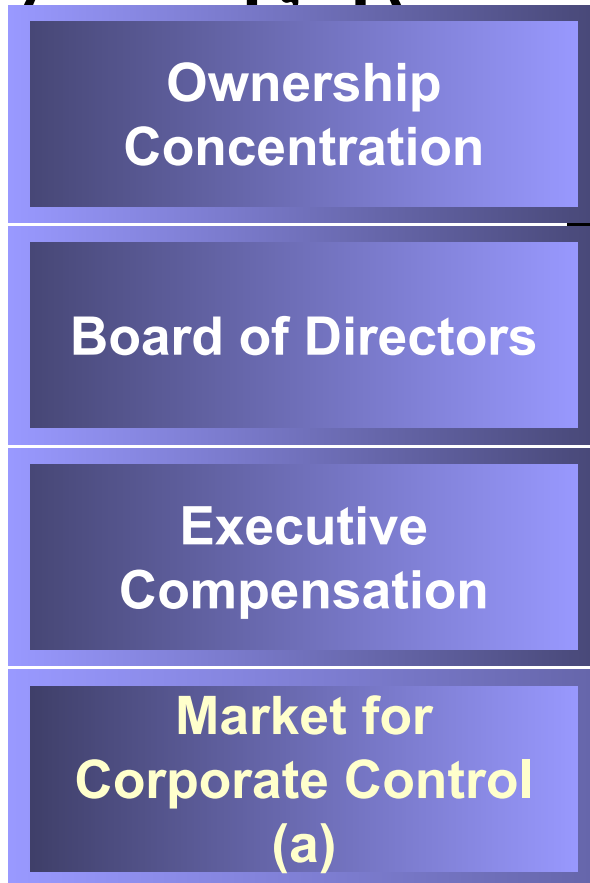 Ownership
Concentration
Board of Directors
Executive
Compensation
Market for
Corporate Control
(a)